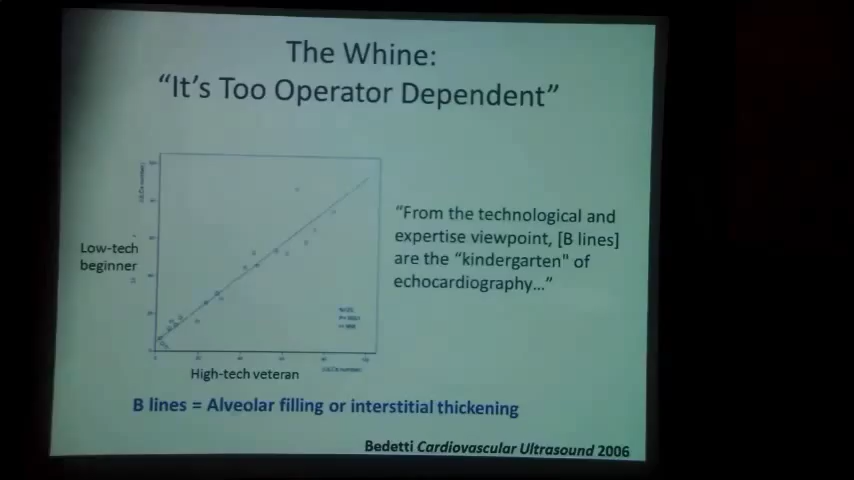 The Whine:
“It's Too Operator Dependent”
Low-tech
beginner
High-tech veteran
“From the technological and
expertise viewpoint, [B lines]
are the “kindergarten" of
echocardiography...”
B lines = Alveolar filling or interstitial thickening
Bedetti Cardiovascular Ultrasound 2006